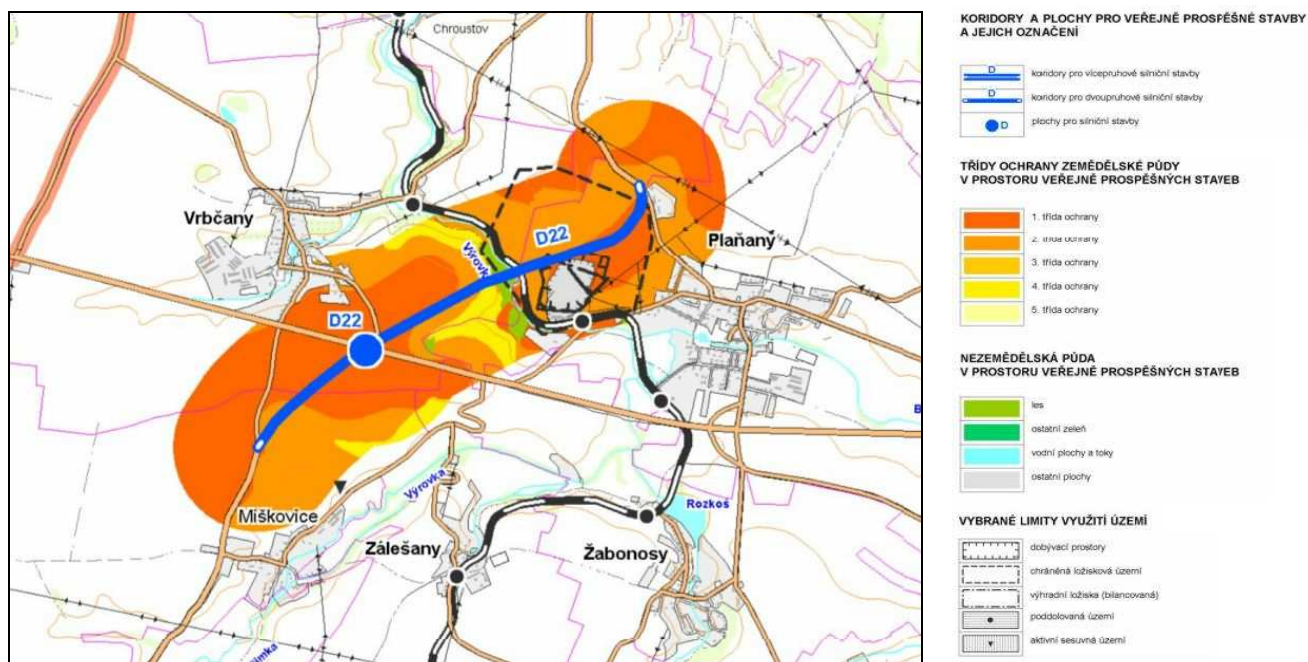 Chroustov
Vrbčany
D22
Plaňany
Výrovka
D22
B
Miškovice
Výrovka
Rozkoš
Zálešany
Žabonosy
KORIDORY A PLOCHY PRO VEŘEJNĚ PROSPĚŠNÉ STAVBY
A JEJICH OZNAČENÍ
D
koridory pro vícepruhové silniční stavby
D
koridory pro dvoupruhové silniční stavby
D
plochy pro silniční stavby
TŘÍDY OCHRANY ZEMĚDĚLSKÉ PŮDY
V PROSTORU VEŘEJNĚ PROSPĚŠNÝCH STAVEB
1. třída ochrany
2. třída ochrany
3. třída ochrany
4. třída ochrany
5. třída ochrany
NEZEMĚDĚLSKÁ PŮDA
V PROSTORU VEŘEJNĚ PROSPĚŠNÝCH STAVEB
les
ostatní zeleň
vodní plochy a toky
ostatní plochy
VYBRANÉ LIMITY VYUŽITÍ ÚZEMÍ
dobývací prostory
chráněná ložisková území
výhradní ložiska (bilancovaná)
poddolovaná území
aktivní sesuvná území